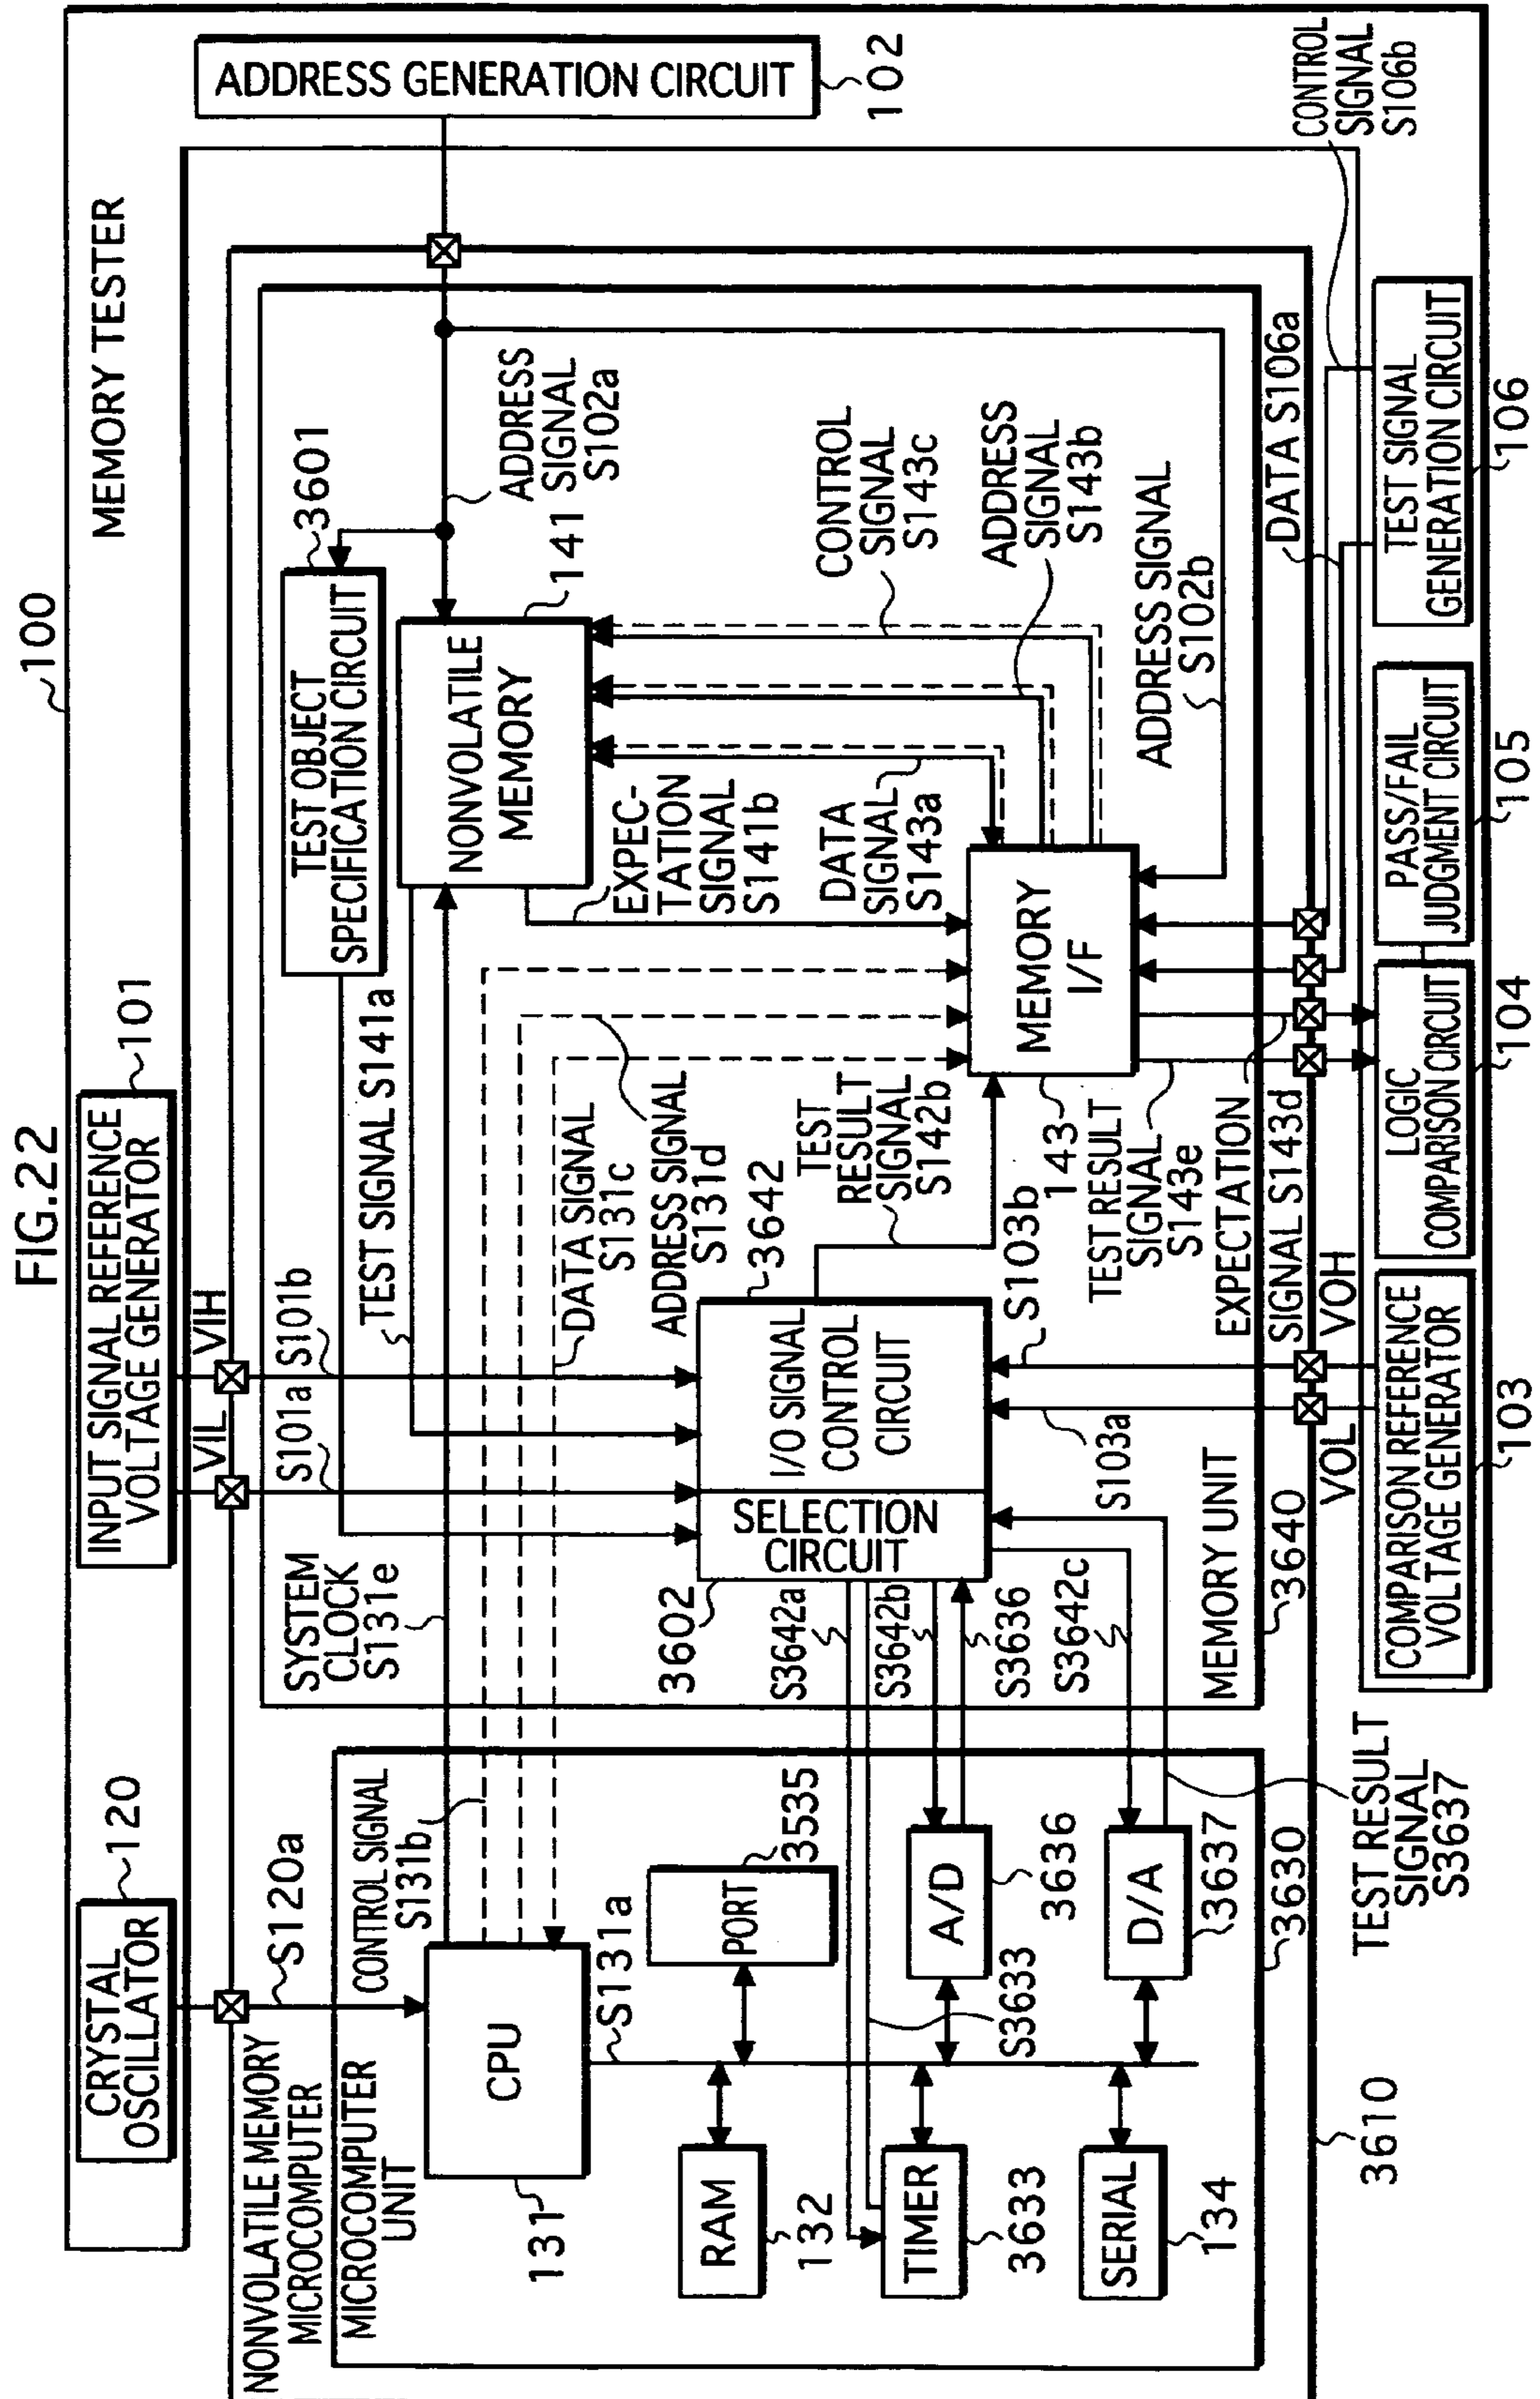 FIG.22
100
MEMORY TESTER
CRYSTAL
OSCILLATOR
120
INPUT SIGNAL REFERENCE
VOLTAGE GENERATOR
101
ADDRESS GENERATION CIRCUIT
102
VIL
VIH
S120a
S101a
S101b
NONVOLATILE MEMORY
MICROCOMPUTER
MICROCOMPUTER
UNIT
CONTROL SIGNAL
S131b
SYSTEM
CLOCK
S131e
TEST SIGNAL S141a
TEST OBJECT
SPECIFICATION CIRCUIT
3601
NONVOLATILE
MEMORY
141
ADDRESS
SIGNAL
S102a
CPU
131
S131a
DATA SIGNAL
S131c
ADDRESS SIGNAL
S131d
EXPEC-
TATION
SIGNAL
S141b
DATA
SIGNAL
S143a
CONTROL
SIGNAL
S143c
ADDRESS
SIGNAL
S143b
ADDRESS SIGNAL
S102b
RAM
132
PORT
3535
TIMER
3633
S3633
A/D
3636
SERIAL
134
D/A
3637
3602
SELECTION
CIRCUIT
I/O SIGNAL
CONTROL
CIRCUIT
3642
S3642a
S3642b
S3636
S3642c
TEST
RESULT
SIGNAL
S142b
MEMORY
I/F
143
S103a
S103b
TEST RESULT
SIGNAL
S143e
EXPECTATION
SIGNAL S143d
MEMORY UNIT
3640
3630
3610
TEST RESULT
SIGNAL
S3637
VOL
VOH
DATA S106a
CONTROL
SIGNAL
S106b
COMPARISON REFERENCE
VOLTAGE GENERATOR
103
LOGIC
COMPARISON CIRCUIT
104
PASS/FAIL
JUDGMENT CIRCUIT
105
TEST SIGNAL
GENERATION CIRCUIT
106